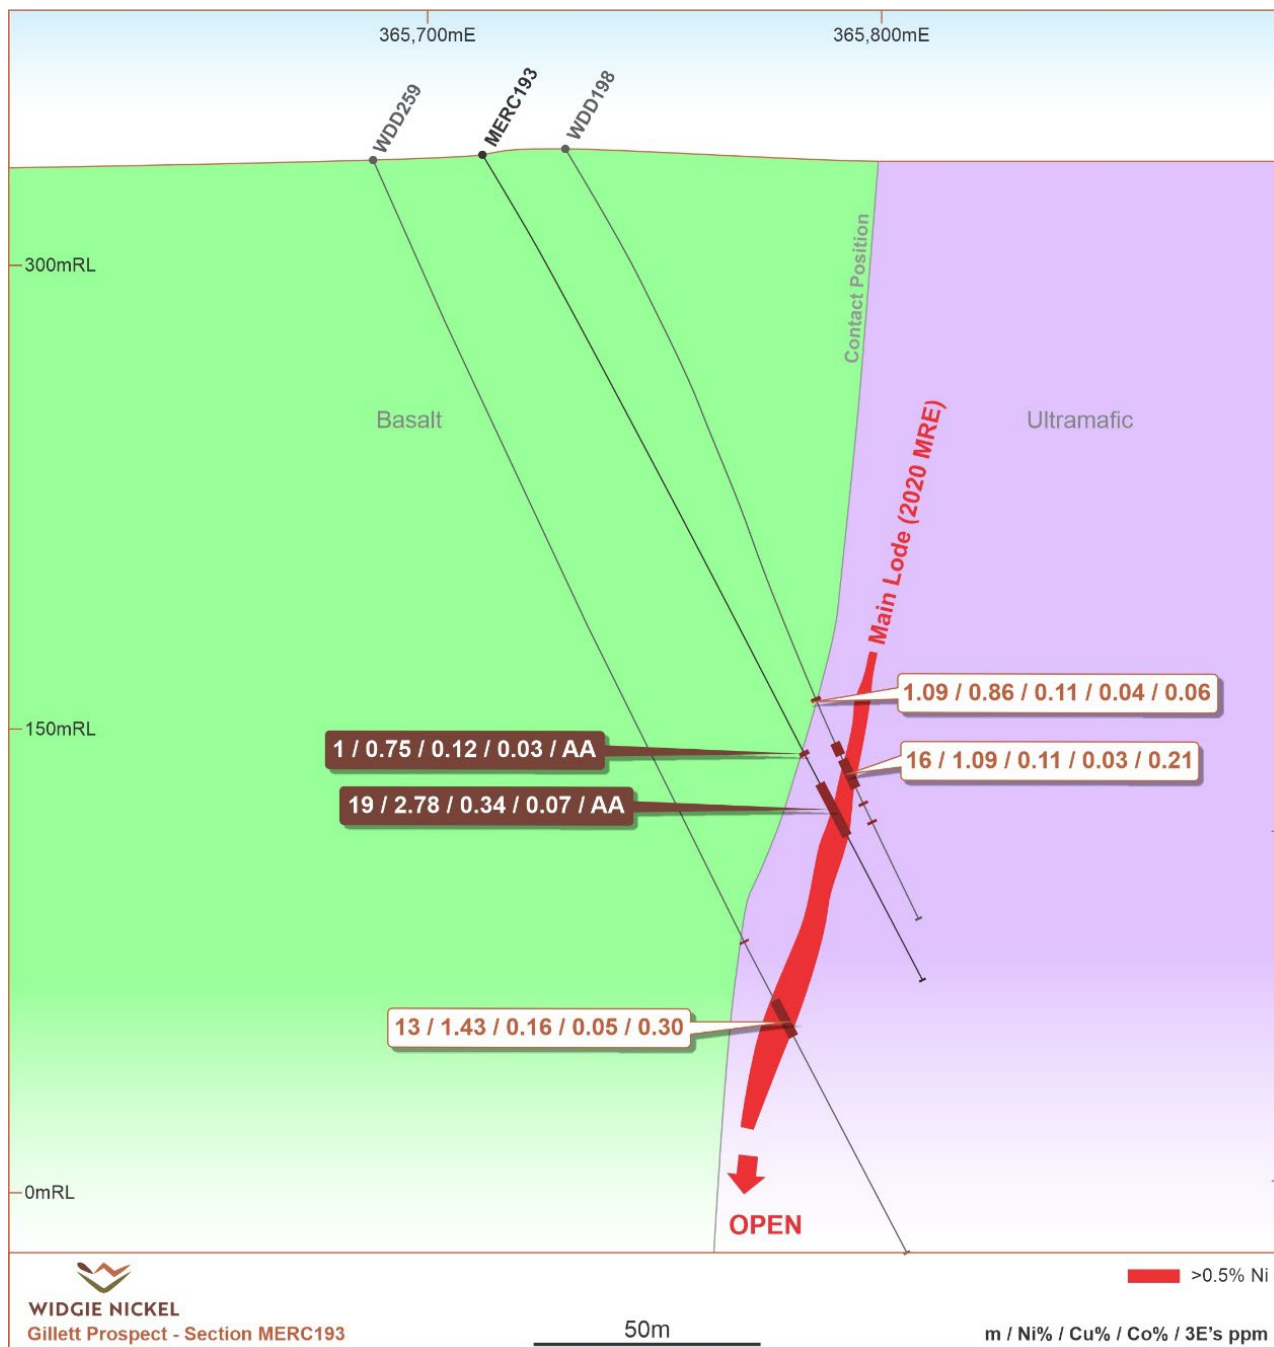 365,700mE
365,800mE
WDD259
MERC193
WDD198
300mRL
Contact Position
Basalt
Ultramafic
Main Lode (2020 MRE)
1.09 / 0.86 / 0.11 / 0.04 / 0.06
150mRL
1 / 0.75 / 0.12 / 0.03 / AA
16 / 1.09 / 0.11 / 0.03 / 0.21
19 / 2.78 / 0.34 / 0.07 / AA
13 / 1.43 / 0.16 / 0.05 / 0.30
0mRL
OPEN
>0.5% Ni
WIDGIE NICKEL
Gillett Prospect - Section MERC193
50m
m / Ni% / Cu% / Co% / 3E's ppm